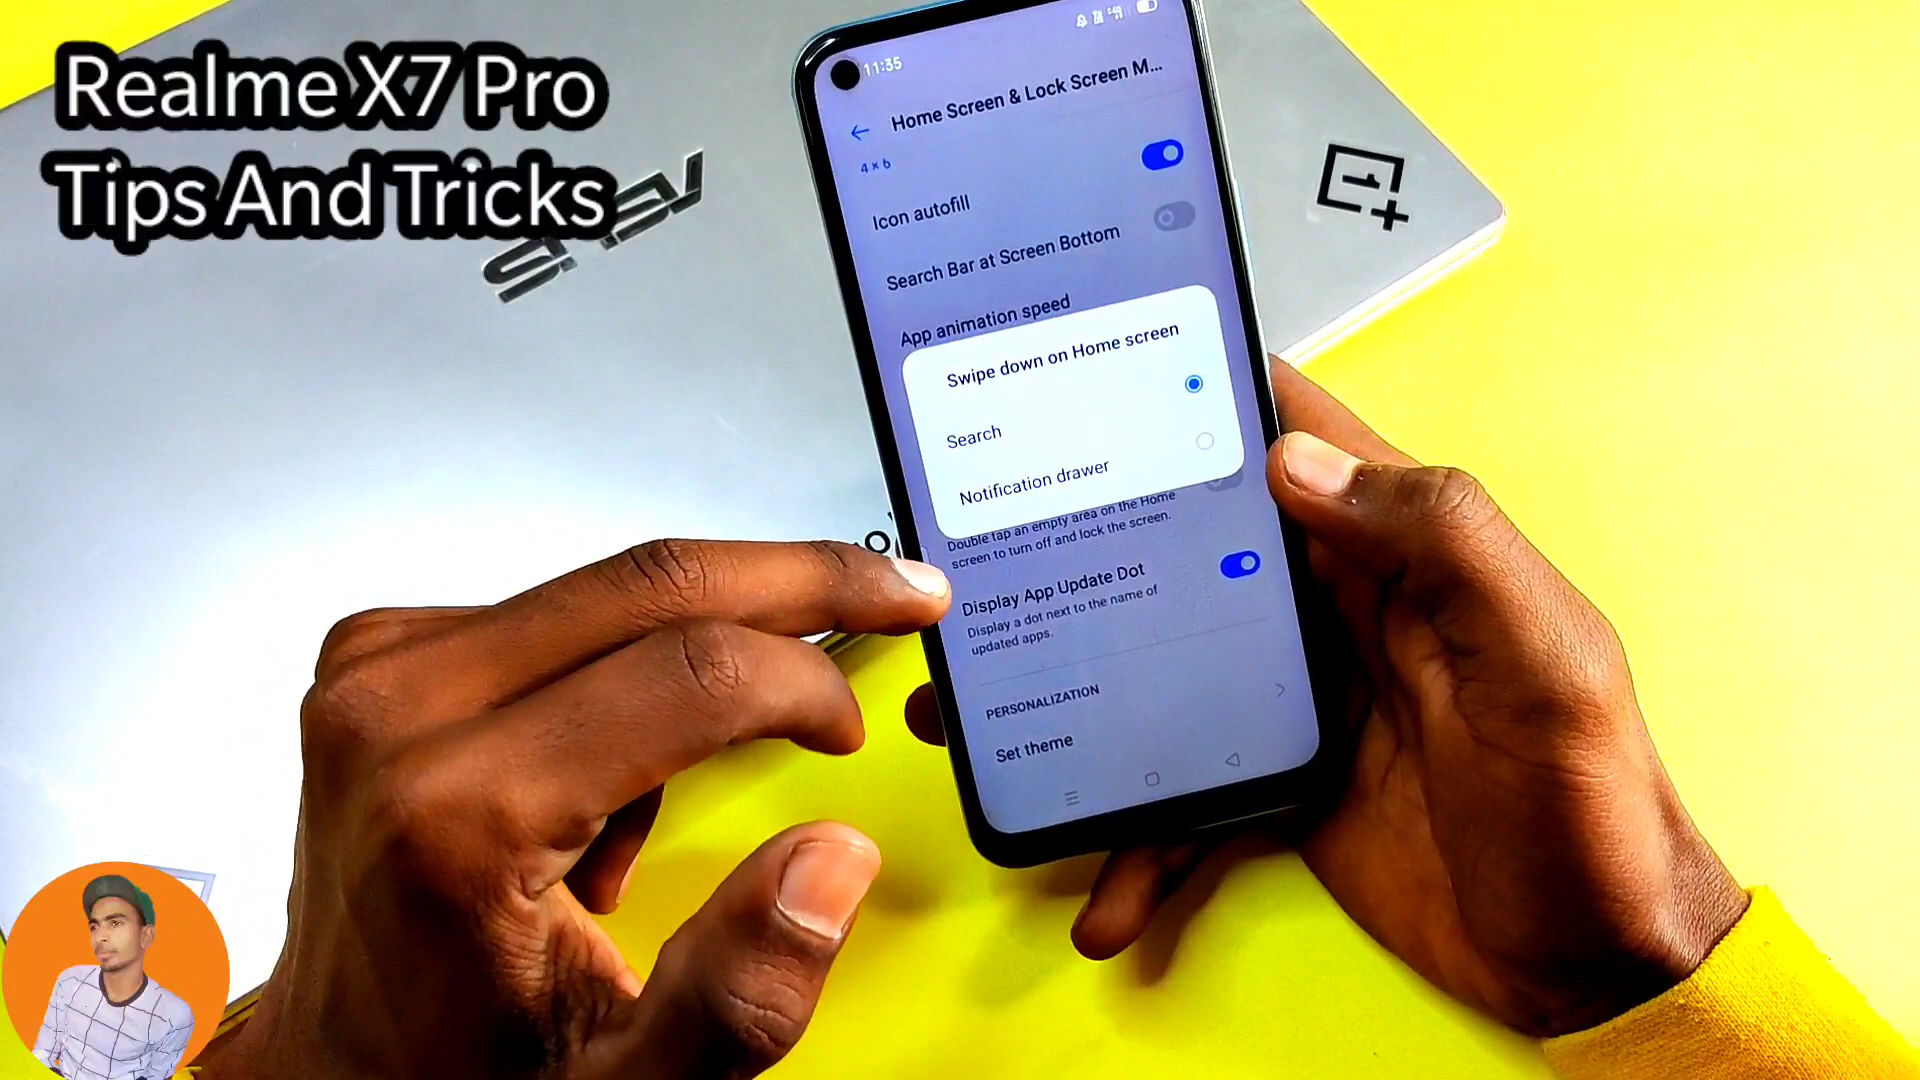 Realme X7 Pro
Tips And Tricks
ASUS
1+
11:35
Home Screen & Lock Screen M...
4 × 6
Icon autofill
Search Bar at Screen Bottom
App animation speed
Swipe down on Home screen
Search
Notification drawer
Double tap an empty area on the Home
screen to turn off and lock the screen.
Display App Update Dot
Display a dot next to the name of
updated apps.
PERSONALIZATION
Set theme